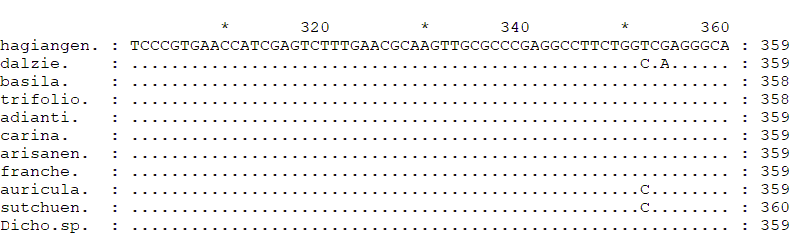 * 320 * 340 * 360
hagiangen. : TCCCGTGAACCATCGAGTCTTTGAACGCAAGTTGCGCCCGAGGCCTTCTGGTCGAGGGCA : 359
dalzie. : ...................................................C.A...... : 359
basila. : ............................................................ : 358
trifolio. : ............................................................ : 358
adianti. : ............................................................ : 359
carina. : ............................................................ : 359
arisanen. : ............................................................ : 359
franche. : ............................................................ : 359
auricula. : ...................................................C........ : 359
sutchuen. : ...................................................C........ : 360
Dicho.sp. : ............................................................ : 359